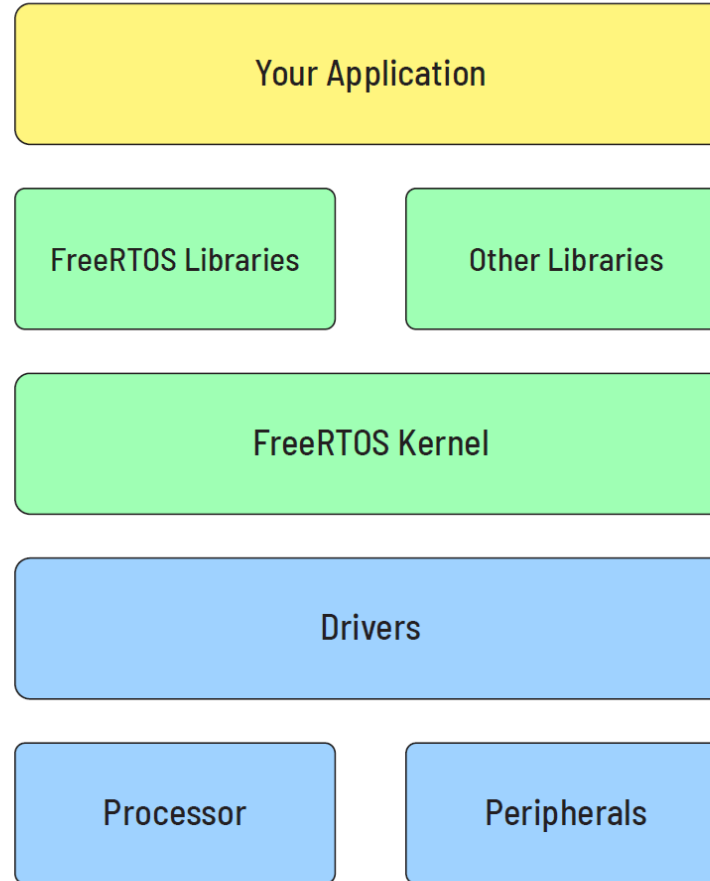 Your Application
FreeRTOS Libraries
Other Libraries
FreeRTOS Kernel
Drivers
Processor
Peripherals